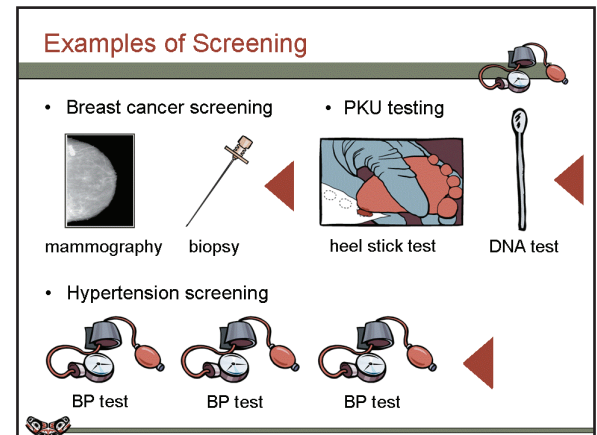 Examples of Screening
• Breast cancer screening
• PKU testing
mammography
biopsy
heel stick test
DNA test
• Hypertension screening
BP test
BP test
BP test